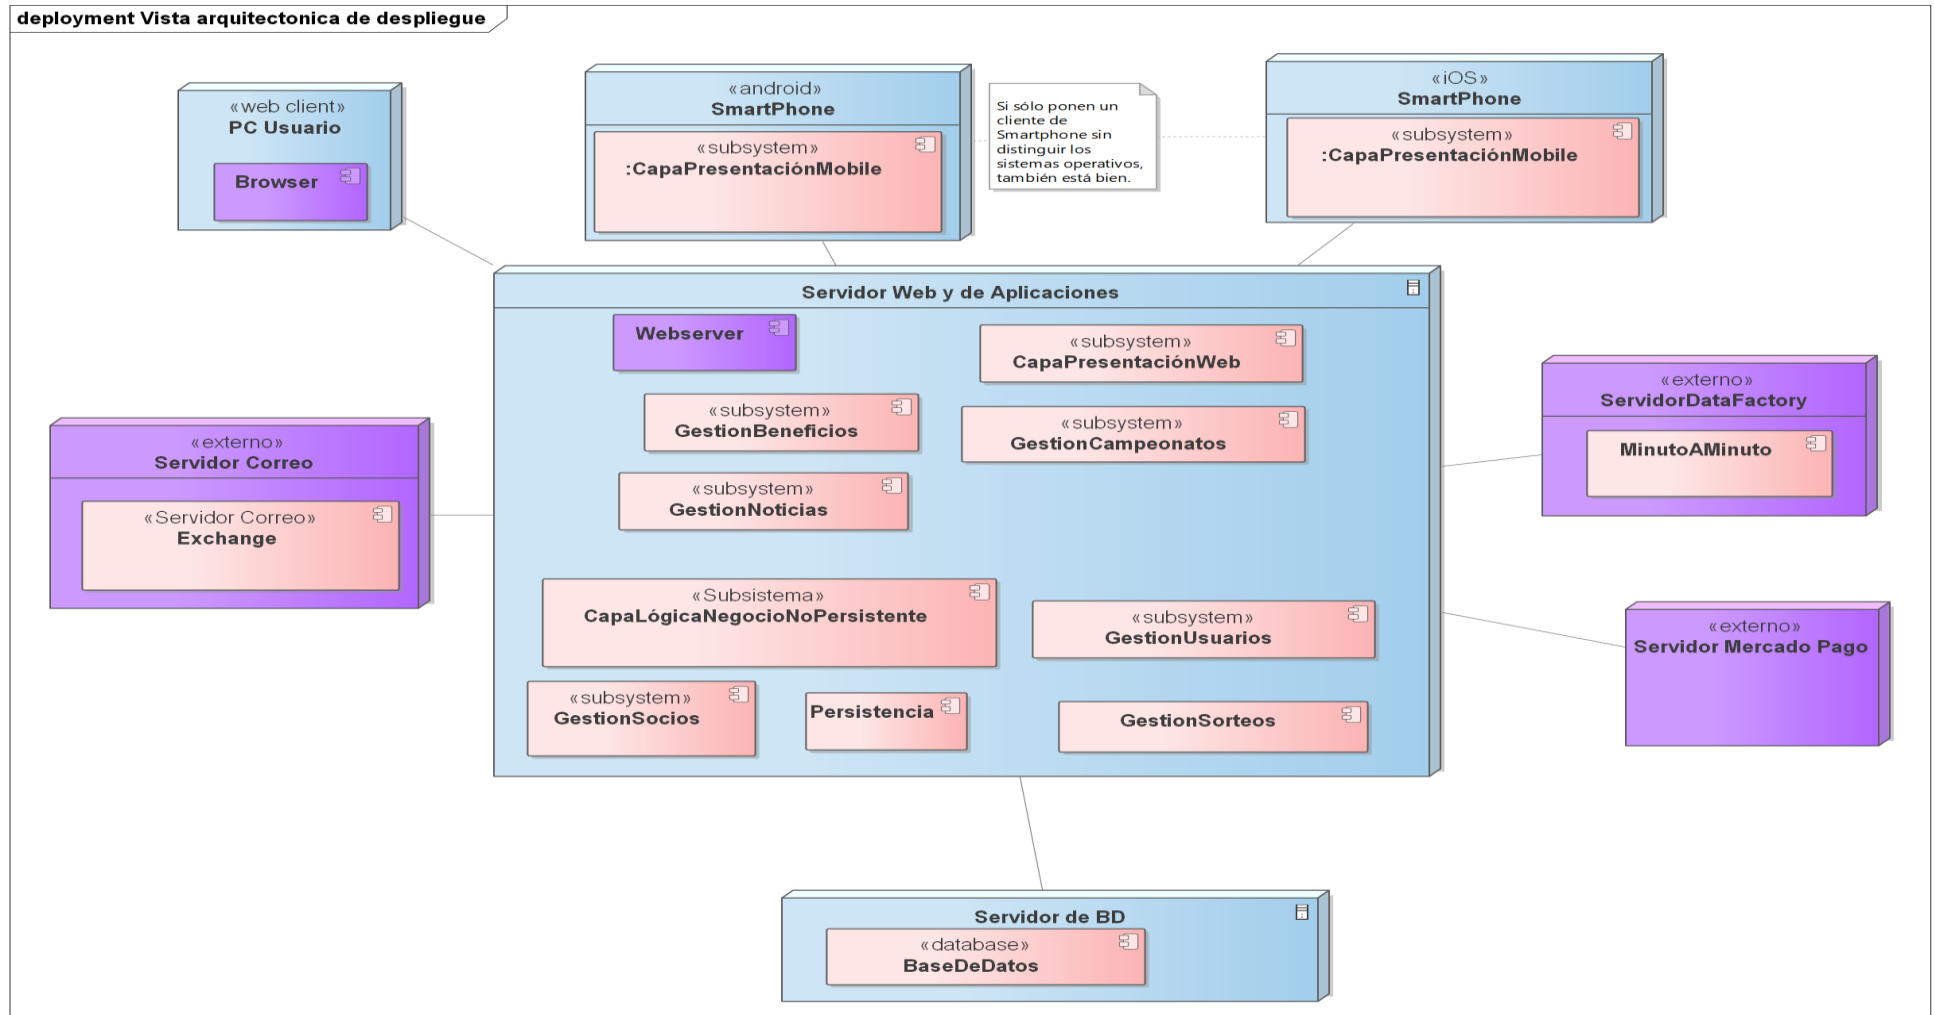 deployment Vista arquitectonica de despliegue
«web client»
PC Usuario
Browser
«android»
SmartPhone
«subsystem»
:CapaPresentaciónMobile
Si sólo ponen un
cliente de
Smartphone sin
distinguir los
sistemas operativos,
también está bien.
«iOS»
SmartPhone
«subsystem»
:CapaPresentaciónMobile
Servidor Web y de Aplicaciones
Webserver
«subsystem»
CapaPresentaciónWeb
«subsystem»
GestionBeneficios
«subsystem»
GestionCampeonatos
«subsystem»
GestionNoticias
«Subsistema»
CapaLógicaNegocioNoPersistente
«subsystem»
GestionUsuarios
«subsystem»
GestionSocios
Persistencia
GestionSorteos
«externo»
Servidor Correo
«Servidor Correo»
Exchange
«externo»
ServidorDataFactory
MinutoAMinuto
«externo»
Servidor Mercado Pago
Servidor de BD
«database»
BaseDeDatos